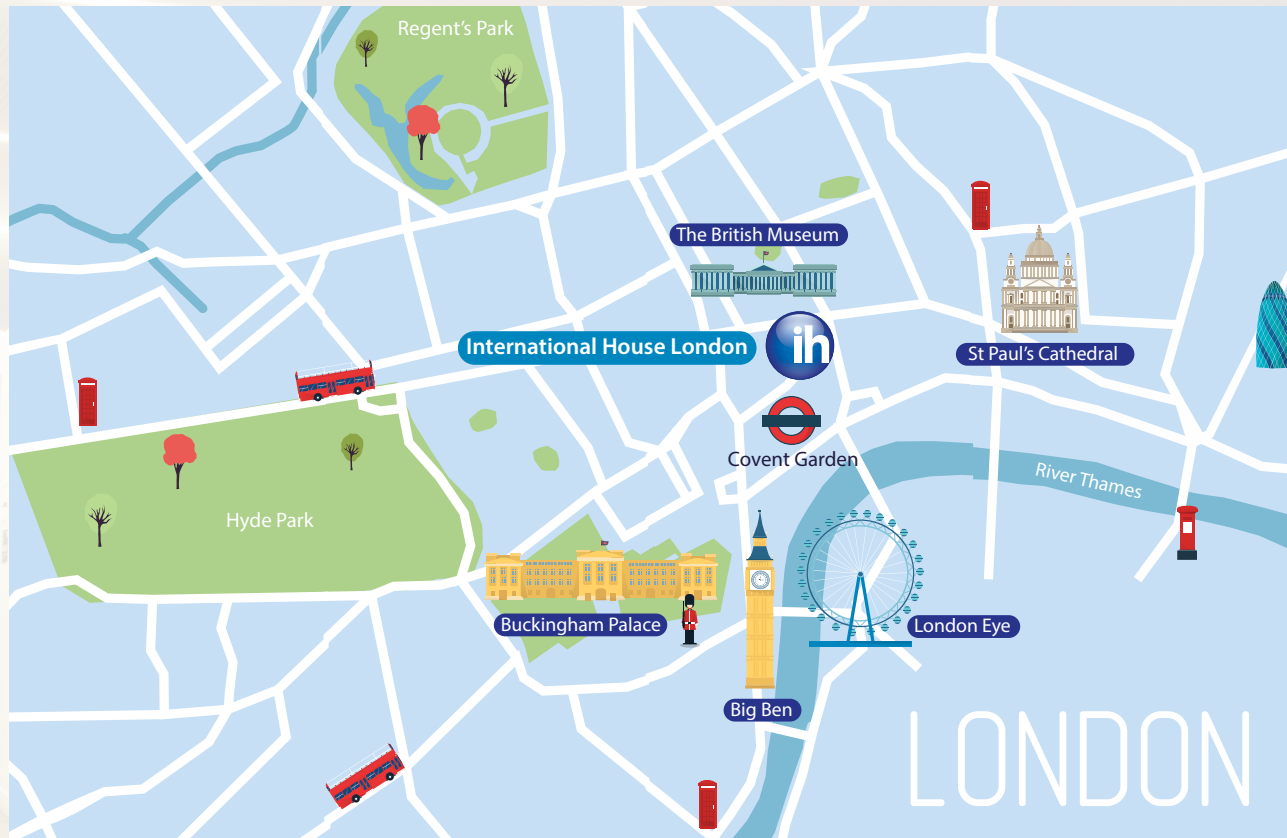 Regent's Park
The British Museum
International House London
ih
St Paul's Cathedral
Covent Garden
River Thames
Hyde Park
Buckingham Palace
London Eye
Big Ben
LONDON